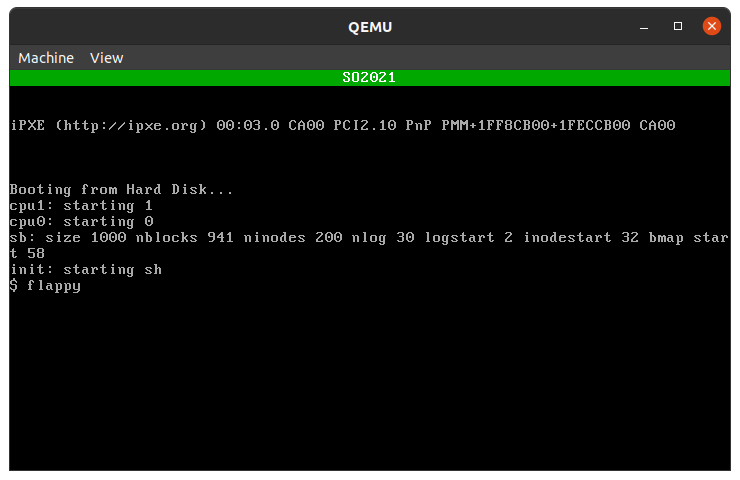 QEMU
Machine View
SO2021
iPXE (http://ipxe.org) 00:03.0 CA00 PCI2.10 PnP PMM+1FF8CB00+1FECCB00 CA00
Booting from Hard Disk...
cpu1: starting 1
cpu0: starting 0
sb: size 1000 nblocks 941 ninodes 200 nlog 30 logstart 2 inodestart 32 bmap star
t 58
init: starting sh
$ flappy